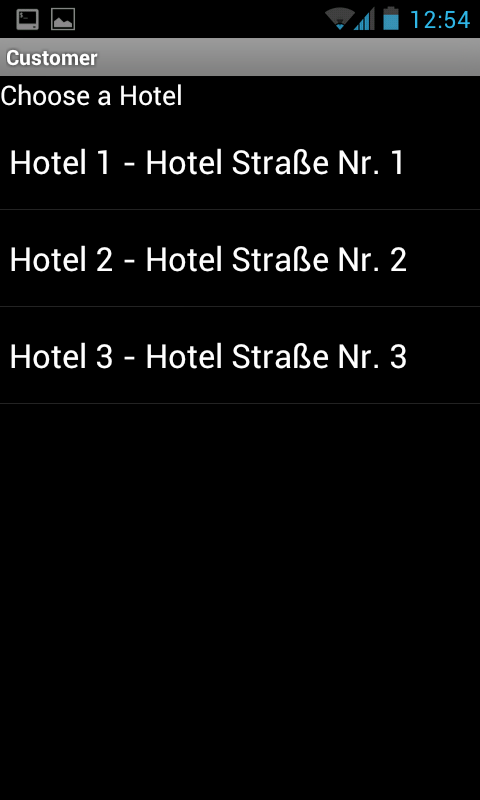 12:54
Customer
Choose a Hotel
Hotel 1 - Hotel Straße Nr. 1
Hotel 2 - Hotel Straße Nr. 2
Hotel 3 - Hotel Straße Nr. 3